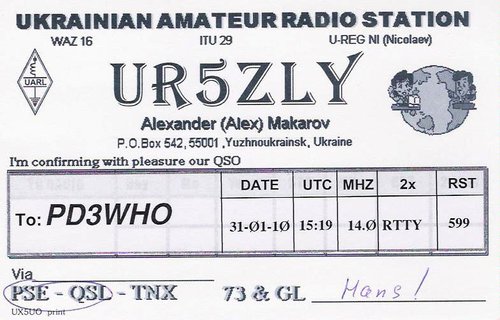 UKRAINIAN AMATEUR RADIO STATION
WAZ 16 ITU 29 U-REG NI (Nicolaev)
UARL
UR5ZLY
Alexander (Alex) Makarov
P.O.Box 542, 55001 ,Yuzhnoukrainsk, Ukraine
I'm confirming with pleasure our QSO
DATE UTC MHZ 2x RST
To: PD3WHO 31-Ø1-1Ø 15:19 14.Ø RTTY 599
Via
PSE - QSL - TNX 73 & GL Hans!
UX5UO print